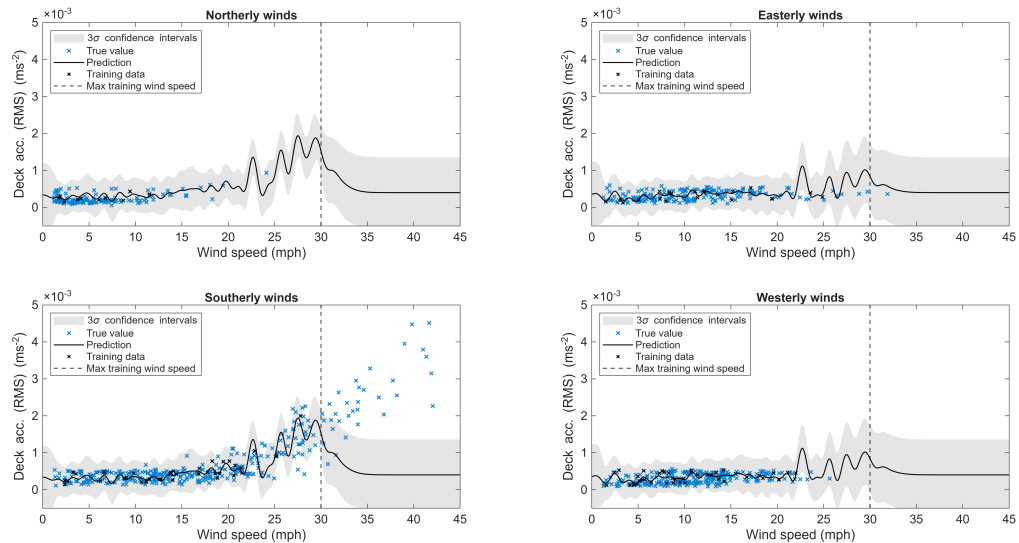 Northerly winds
×10⁻³
3σ confidence intervals
True value
Prediction
Training data
Max training wind speed
Deck acc. (RMS) (ms⁻²)
5
4
3
2
1
0
0 5 10 15 20 25 30 35 40 45
Wind speed (mph)
Easterly winds
×10⁻³
3σ confidence intervals
True value
Prediction
Training data
Max training wind speed
Deck acc. (RMS) (ms⁻²)
5
4
3
2
1
0
0 5 10 15 20 25 30 35 40 45
Wind speed (mph)
Southerly winds
×10⁻³
3σ confidence intervals
True value
Prediction
Training data
Max training wind speed
Deck acc. (RMS) (ms⁻²)
5
4
3
2
1
0
0 5 10 15 20 25 30 35 40 45
Wind speed (mph)
Westerly winds
×10⁻³
3σ confidence intervals
True value
Prediction
Training data
Max training wind speed
Deck acc. (RMS) (ms⁻²)
5
4
3
2
1
0
0 5 10 15 20 25 30 35 40 45
Wind speed (mph)